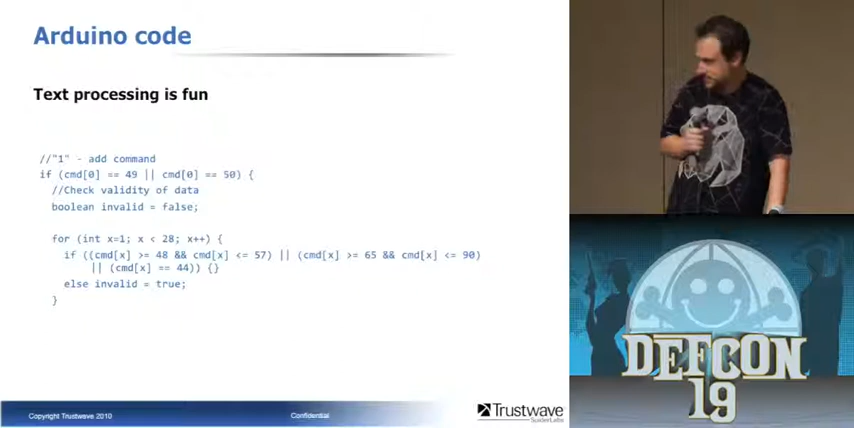 Arduino code
Text processing is fun
//"1" - add command
if (cmd[0] == 49 || cmd[0] == 50) {
//Check validity of data
boolean invalid = false;
for (int x=1; x < 28; x++) {
if ((cmd[x] >= 48 && cmd[x] <= 57) || (cmd[x] >= 65 && cmd[x] <= 90)
|| (cmd[x] == 44)) {}
else invalid = true;
}
Copyright Trustwave 2010
Confidential
Trustwave
SpiderLabs
DEFCON
19